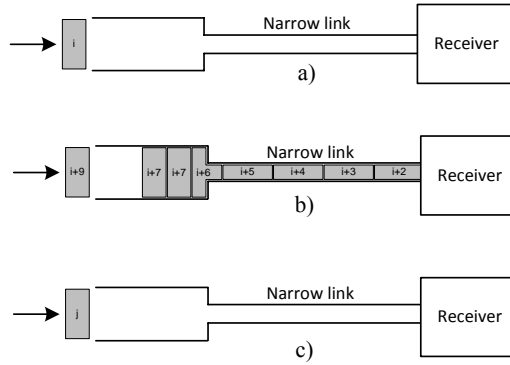 Narrow link
Receiver
i
a)
Narrow link
Receiver
i+9
i+7
i+7
i+6
i+5
i+4
i+3
i+2
b)
Narrow link
Receiver
j
c)